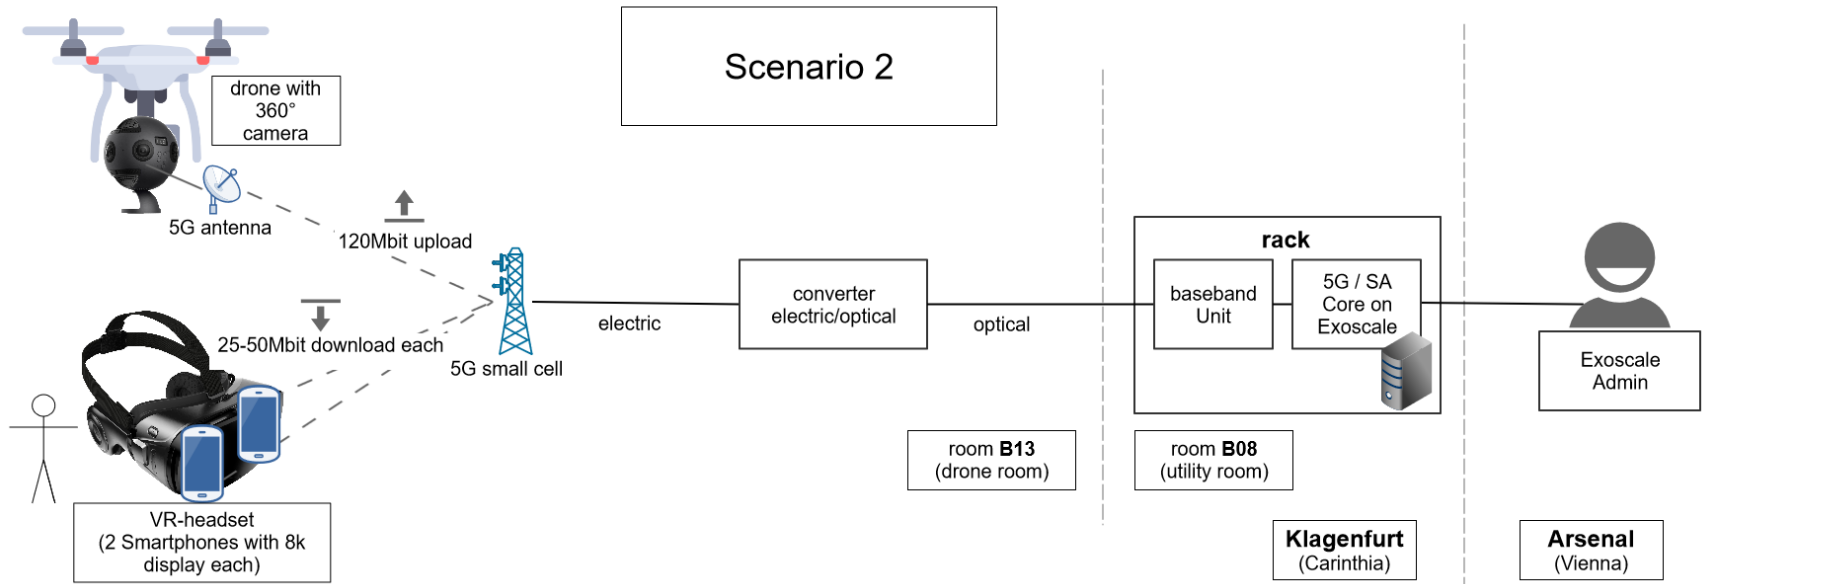 Scenario 2
drone with
360°
camera
5G antenna
120Mbit upload
25-50Mbit download each
5G small cell
VR-headset
(2 Smartphones with 8k
display each)
electric
converter
electric/optical
optical
rack
baseband
Unit
5G / SA
Core on
Exoscale
Exoscale
Admin
room B13
(drone room)
room B08
(utility room)
Klagenfurt
(Carinthia)
Arsenal
(Vienna)